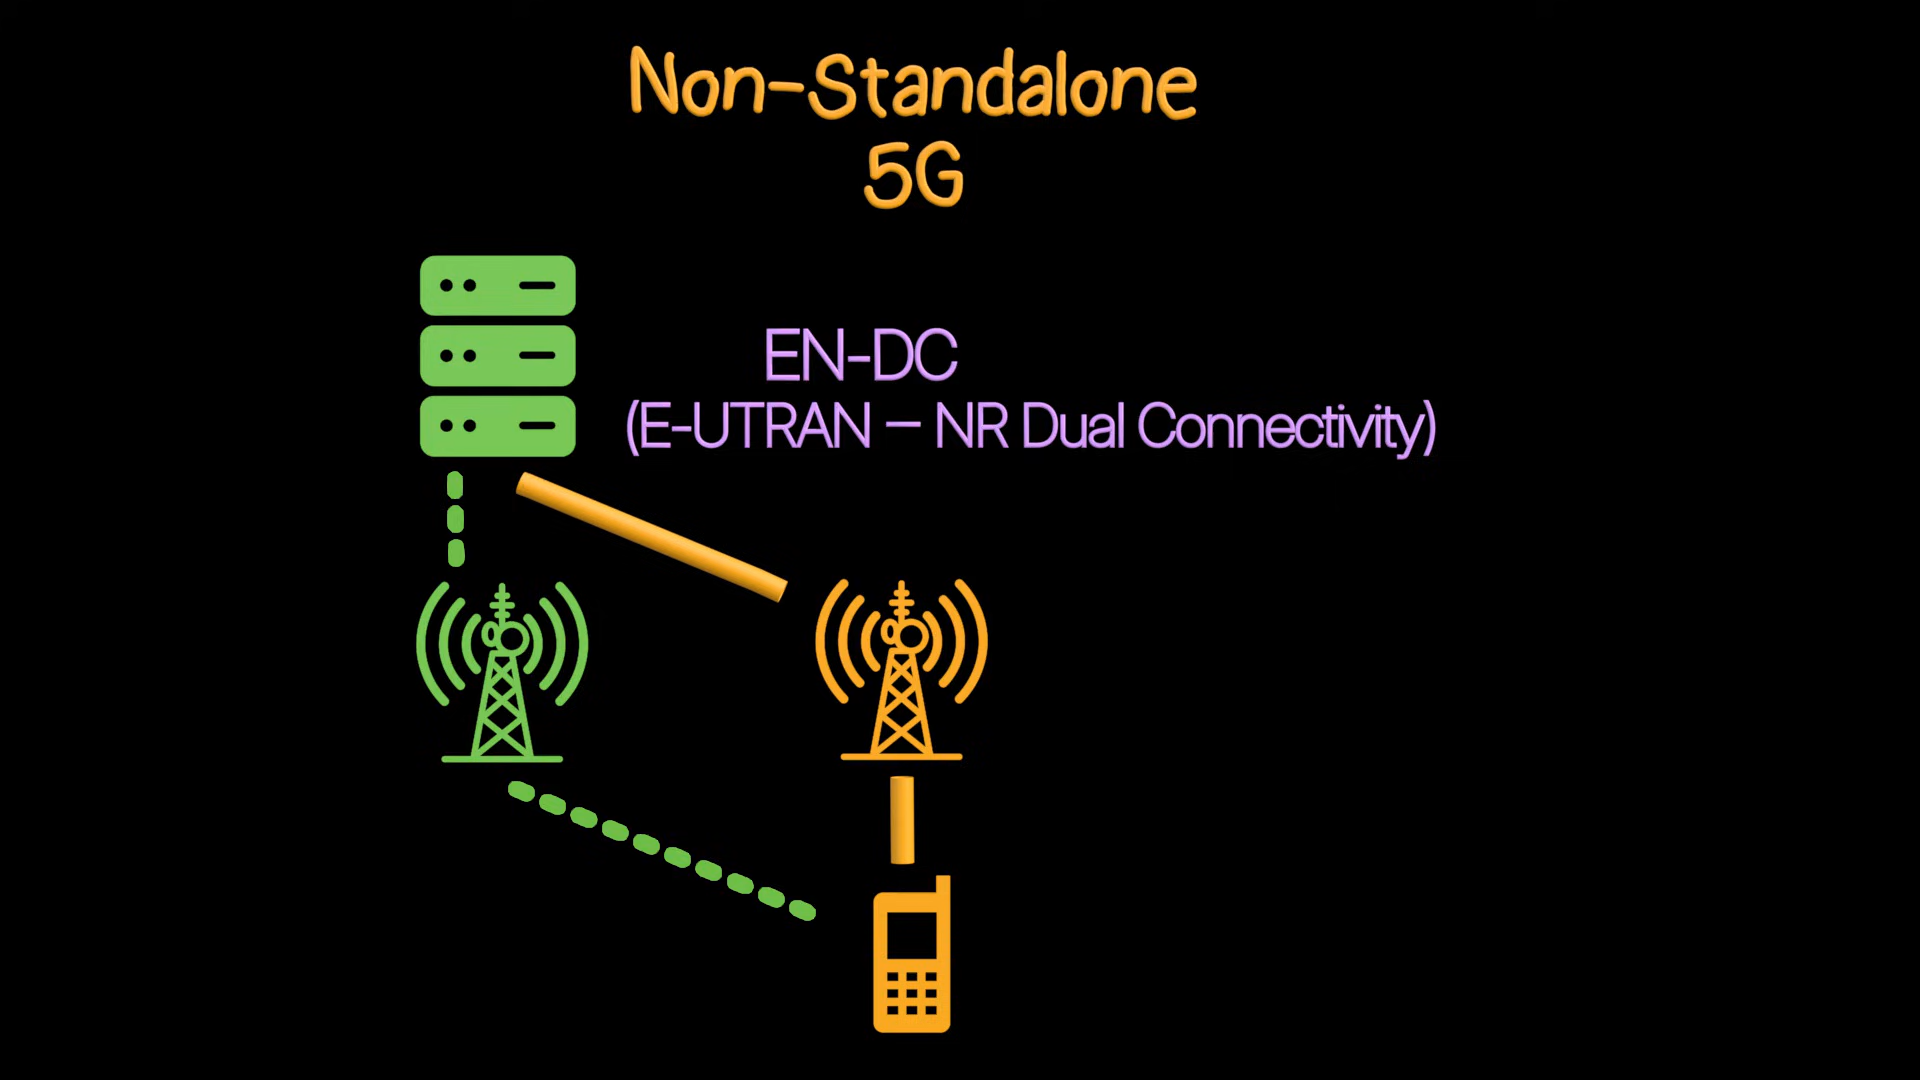 Non-Standalone
5G
EN-DC
(E-UTRAN – NR Dual Connectivity)